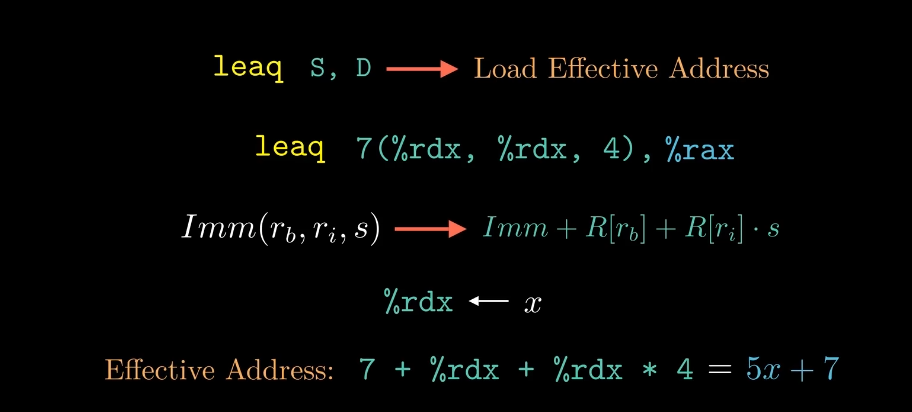 leaq S, D → Load Effective Address
leaq 7(%rdx, %rdx, 4), %rax
Imm(r_b, r_i, s) → Imm + R[r_b] + R[r_i] · s
%rdx ← x
Effective Address: 7 + %rdx + %rdx * 4 = 5x + 7